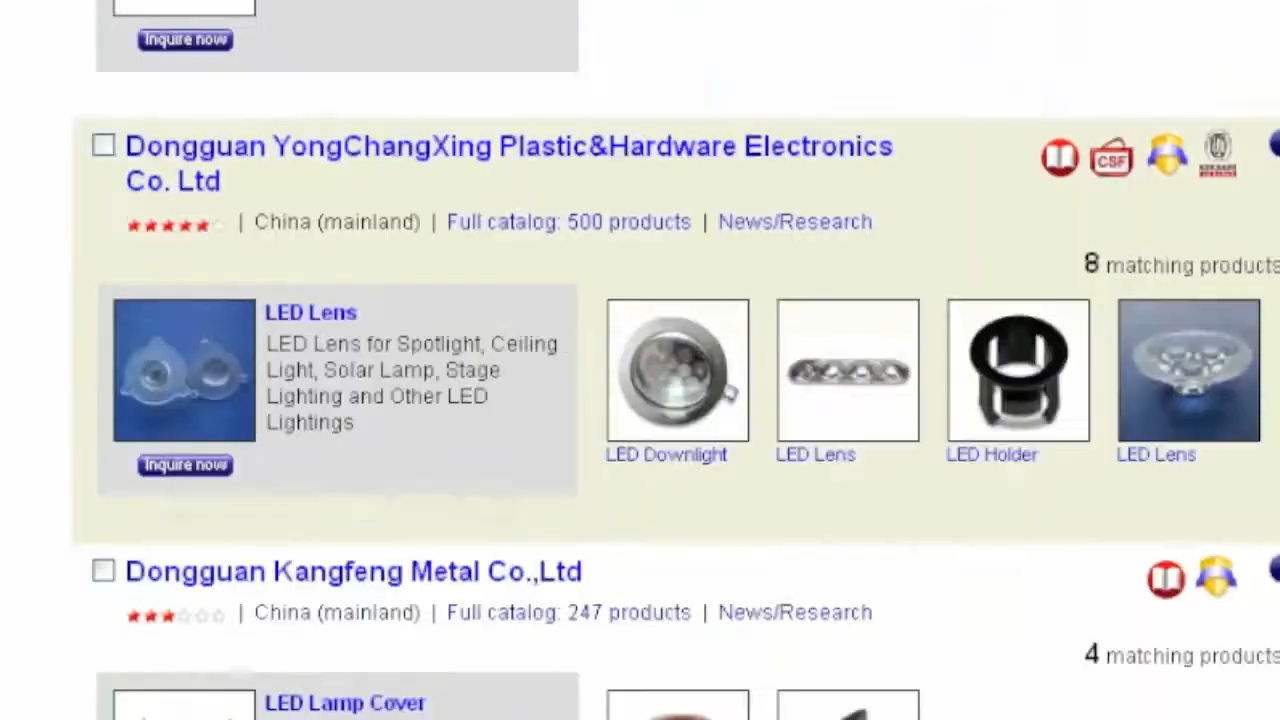 Inquire now
Dongguan YongChangXing Plastic&Hardware Electronics
Co. Ltd
CSF
| China (mainland) | Full catalog: 500 products | News/Research
8 matching products
LED Lens
LED Lens for Spotlight, Ceiling
Light, Solar Lamp, Stage
Lighting and Other LED
Lightings
Inquire now
LED Downlight
LED Lens
LED Holder
LED Lens
Dongguan Kangfeng Metal Co.,Ltd
| China (mainland) | Full catalog: 247 products | News/Research
4 matching products
LED Lamp Cover